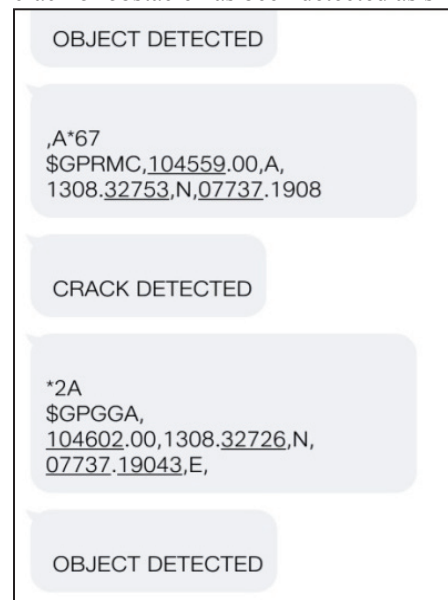 OBJECT DETECTED
,A*67
$GPRMC,104559.00,A,
1308.32753,N,07737.1908
CRACK DETECTED
*2A
$GPGGA,
104602.00,1308.32726,N,
07737.19043,E,
OBJECT DETECTED